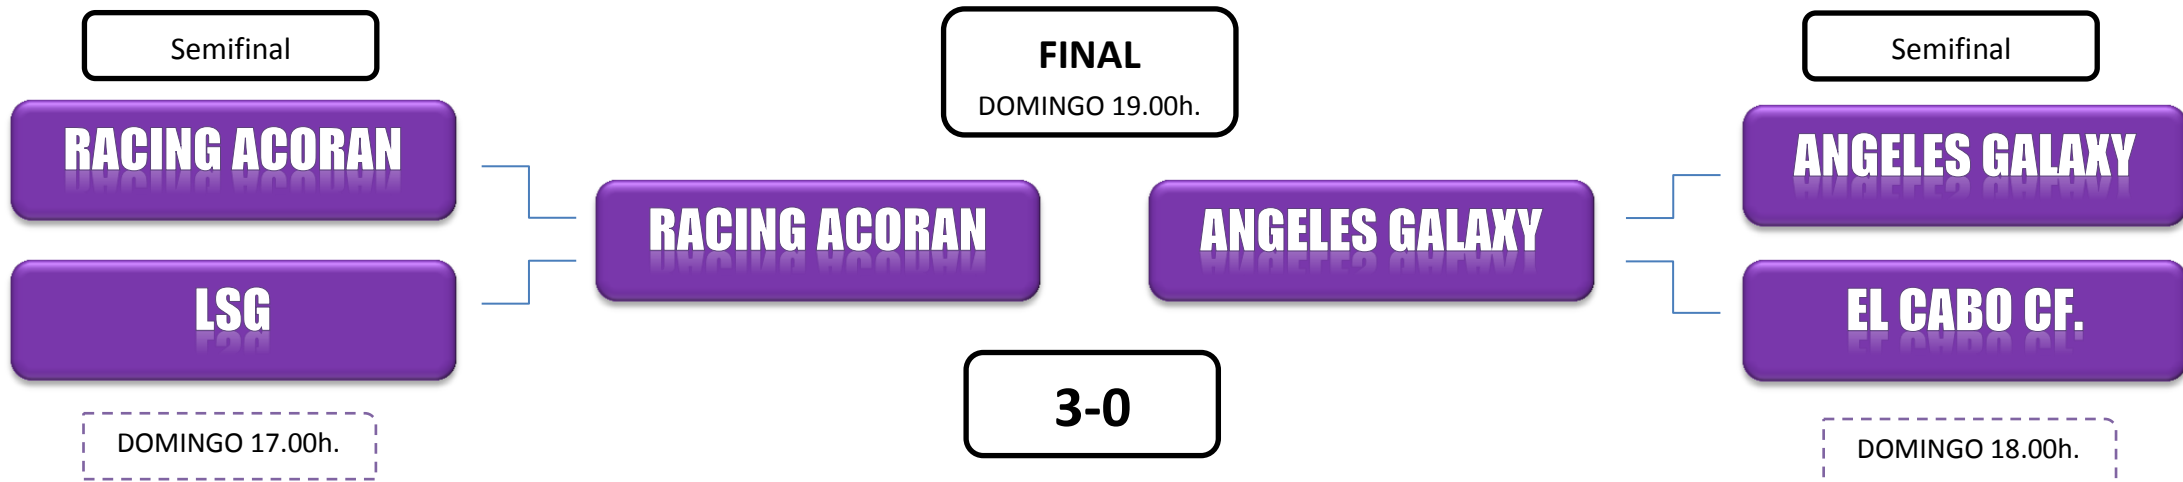 Semifinal
RACING ACORAN
LSG
DOMINGO 17.00h.
FINAL
DOMINGO 19.00h.
RACING ACORAN
ANGELES GALAXY
3-0
Semifinal
ANGELES GALAXY
EL CABO CF.
DOMINGO 18.00h.